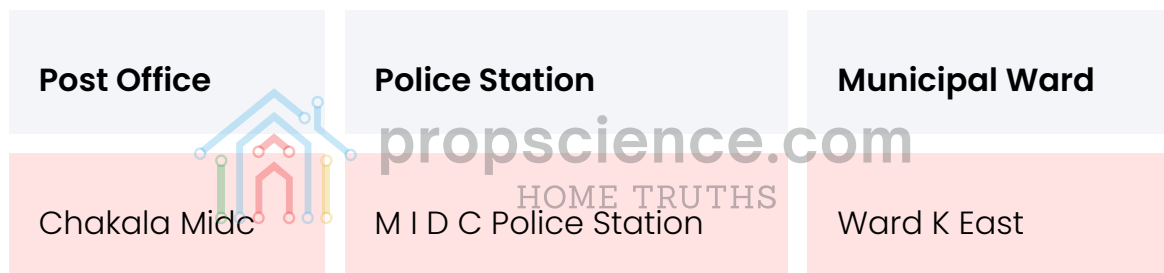 Post Office Police Station Municipal Ward
propscience.com
HOME TRUTHS
Chakala Midc M I D C Police Station Ward K East